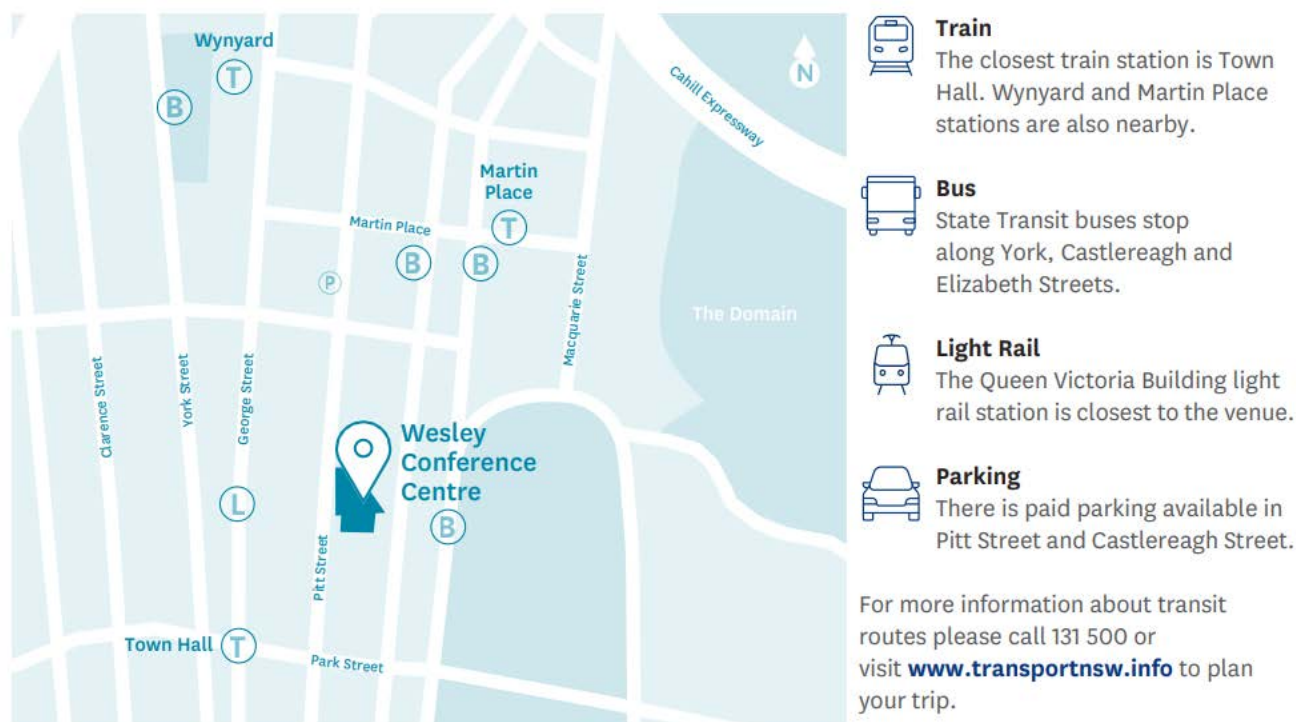 Wynyard
T
B
N
Cahill Expressway
Martin
Place
T
Martin Place
B
B
P
Macquarie Street
The Domain
Clarence Street
York Street
George Street
Wesley
Conference
Centre
L
B
Pitt Street
Town Hall
T
Park Street
Train
The closest train station is Town
Hall. Wynyard and Martin Place
stations are also nearby.
Bus
State Transit buses stop
along York, Castlereagh and
Elizabeth Streets.
Light Rail
The Queen Victoria Building light
rail station is closest to the venue.
Parking
There is paid parking available in
Pitt Street and Castlereagh Street.
For more information about transit
routes please call 131 500 or
visit www.transportnsw.info to plan
your trip.